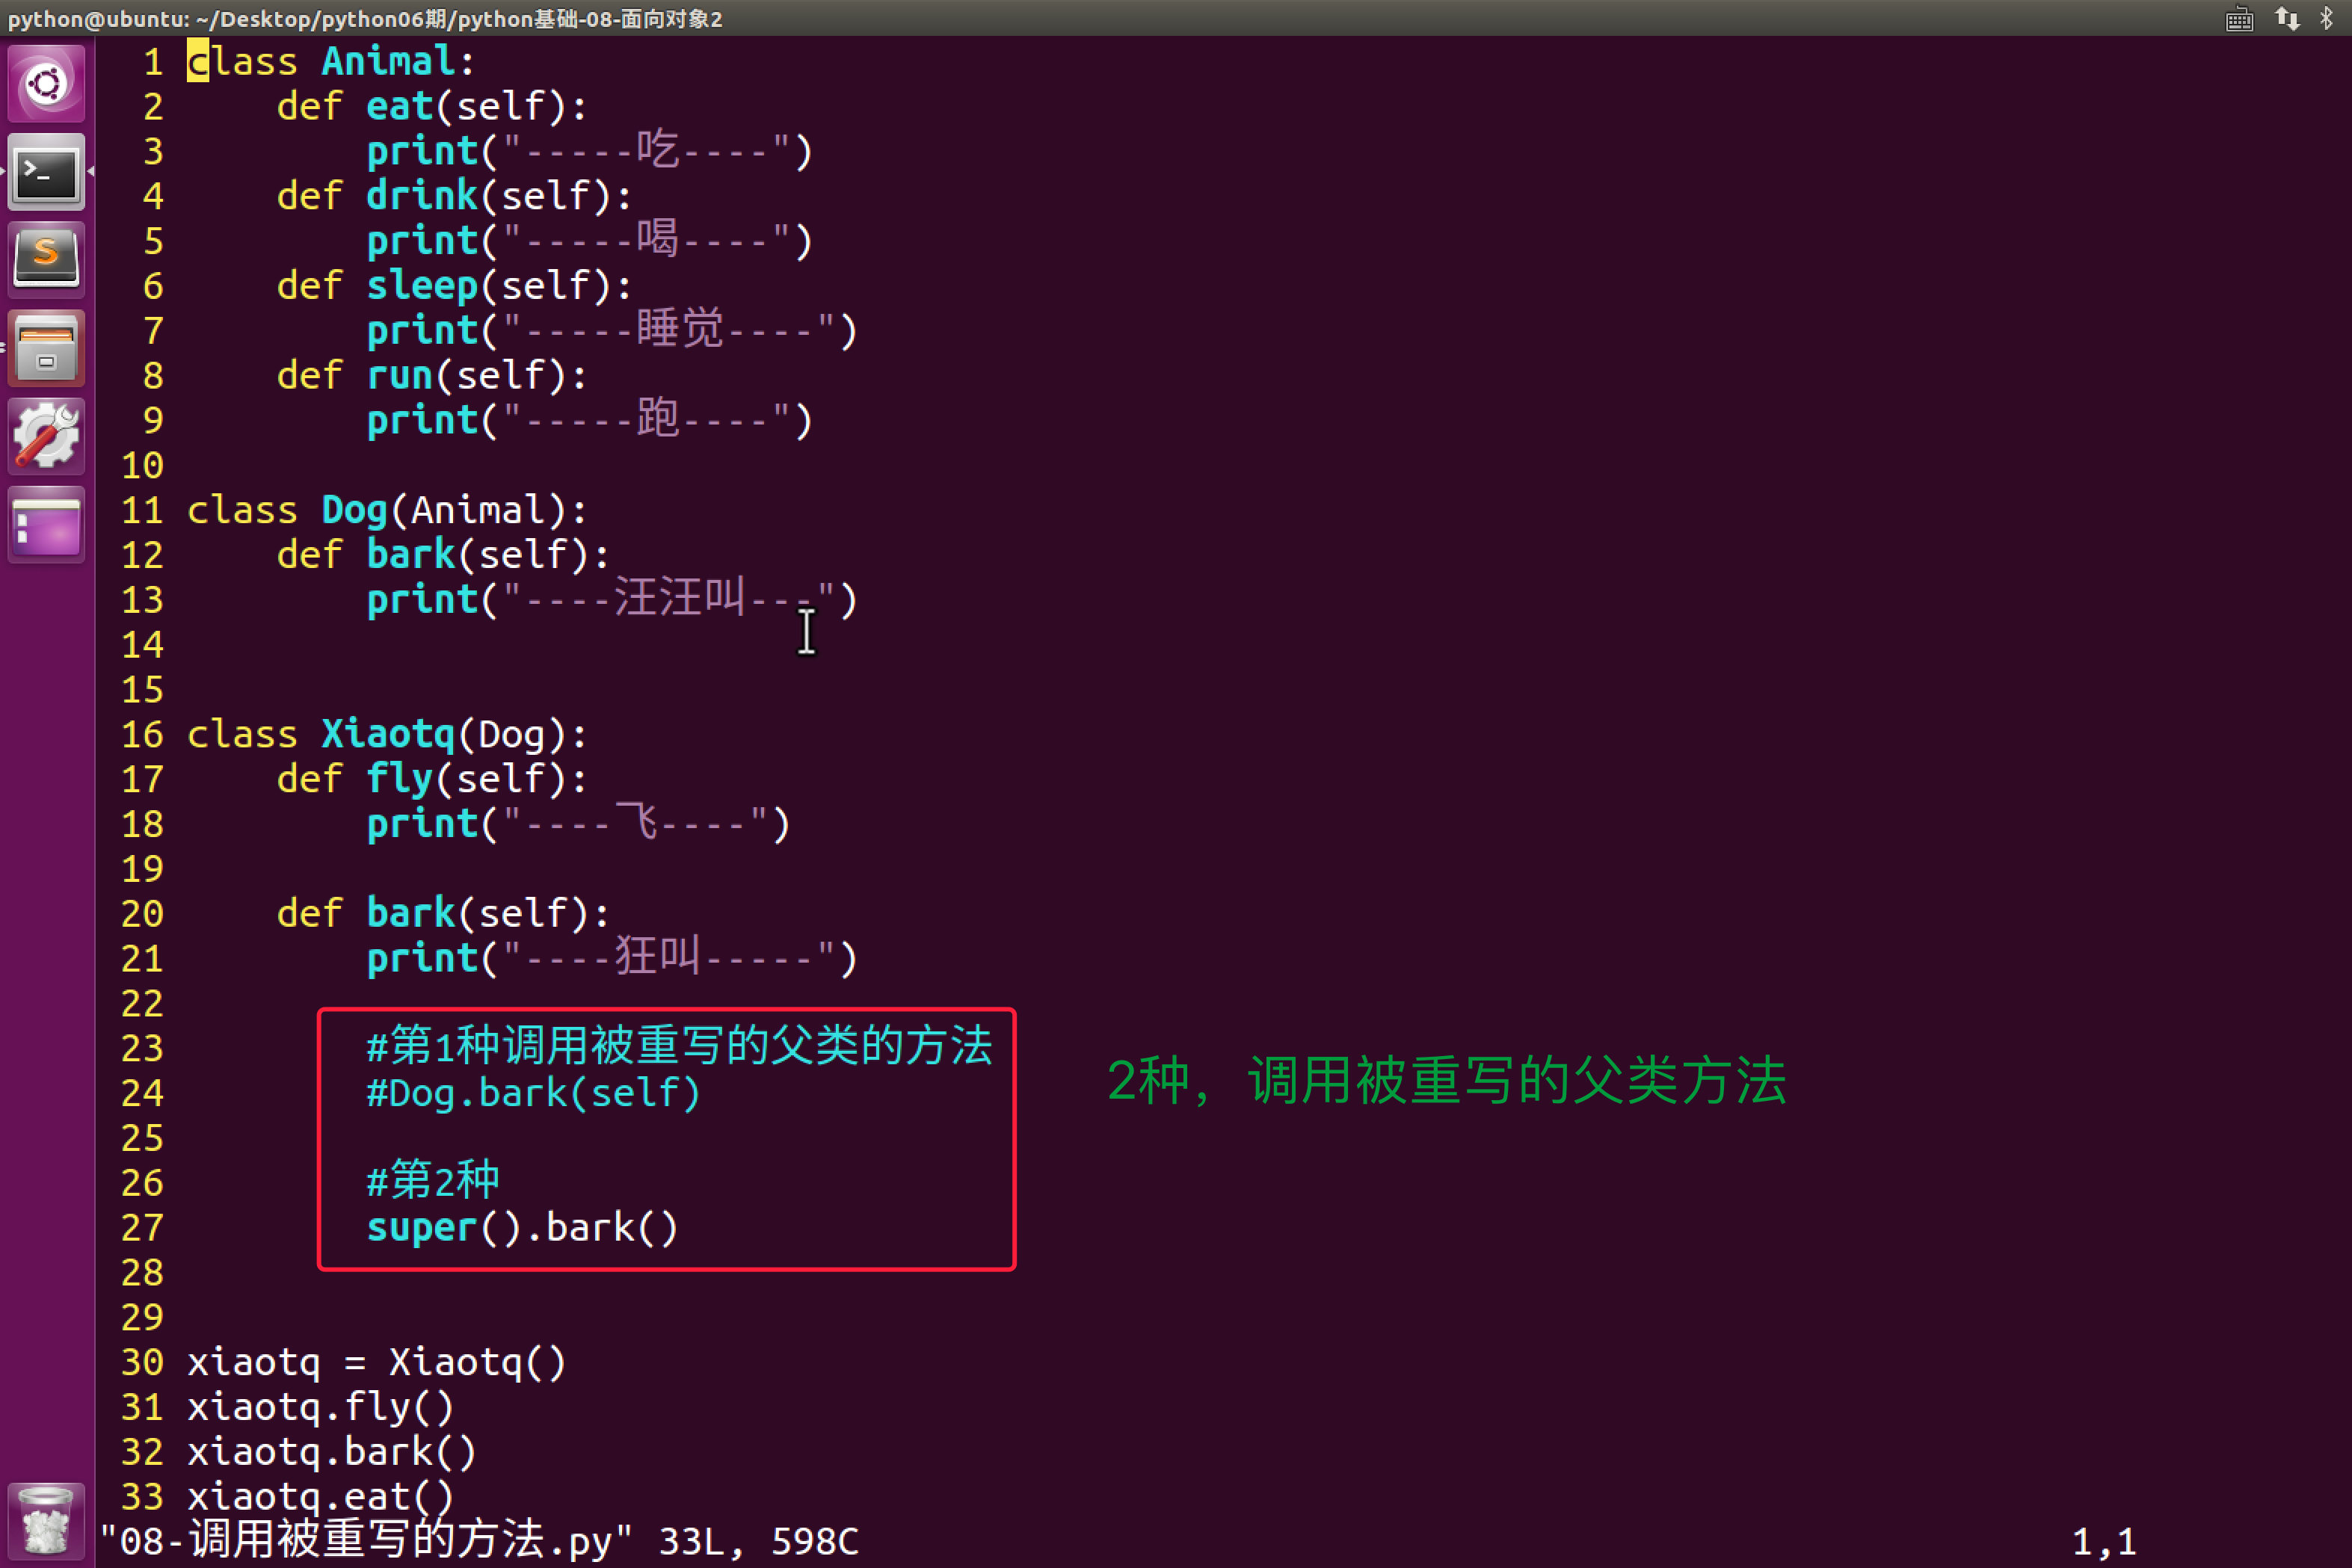 python@ubuntu: ~/Desktop/python06期/python基础-08-面向对象2
1 class Animal:
2     def eat(self):
3         print("-----吃----")
4     def drink(self):
5         print("-----喝----")
6     def sleep(self):
7         print("-----睡觉----")
8     def run(self):
9         print("-----跑----")
10
11 class Dog(Animal):
12     def bark(self):
13         print("----汪汪叫---")
14
15
16 class Xiaotq(Dog):
17     def fly(self):
18         print("----飞----")
19
20     def bark(self):
21         print("----狂叫-----")
22
23         #第1种调用被重写的父类的方法
24         #Dog.bark(self)
2种，调用被重写的父类方法
25
26         #第2种
27         super().bark()
28
29
30 xiaotq = Xiaotq()
31 xiaotq.fly()
32 xiaotq.bark()
33 xiaotq.eat()
"08-调用被重写的方法.py" 33L, 598C 1,1